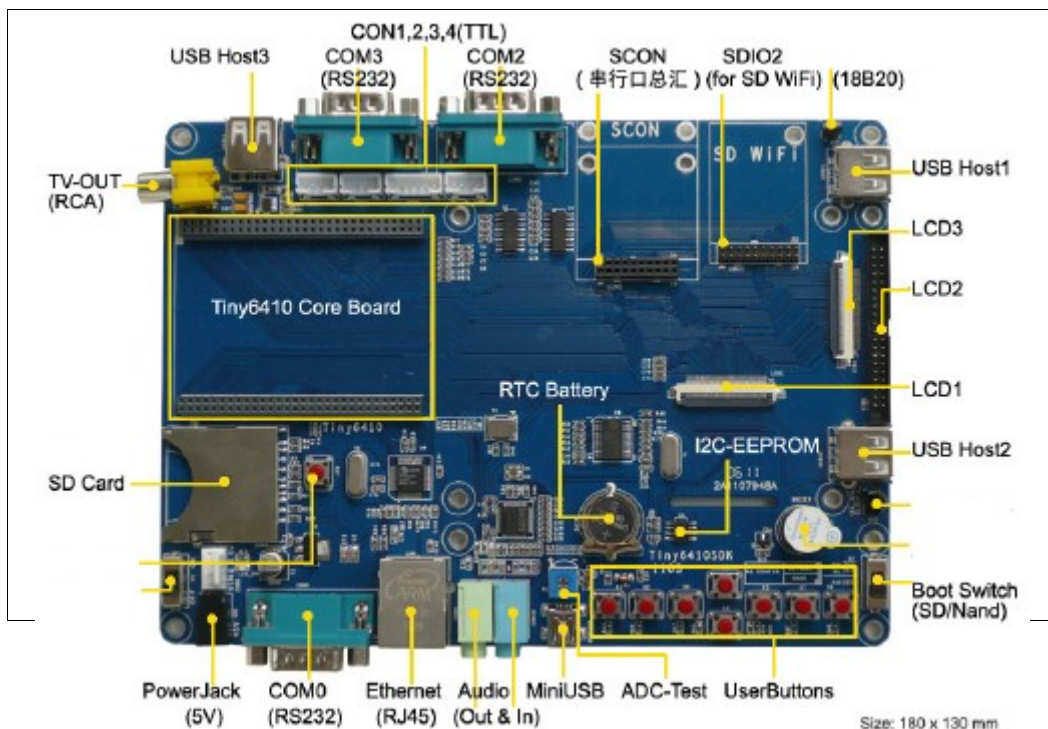 CON1,2,3,4(TTL)
USB Host3
COM3
(RS232)
COM2
(RS232)
SCON
(串行口总汇)
SDIO2
(for SD WiFi)
(18B20)
SCON
SD WiFi
TV-OUT
(RCA)
USB Host1
LCD3
Tiny6410 Core Board
LCD2
RTC Battery
LCD1
Tiny6410
I2C-EEPROM
USB Host2
SD Card
Tiny6410SDK
ARM
Boot Switch
(SD/Nand)
PowerJack
(5V)
COM0
(RS232)
Ethernet
(RJ45)
Audio
(Out & In)
MiniUSB
ADC-Test
UserButtons
Size: 180 x 130 mm